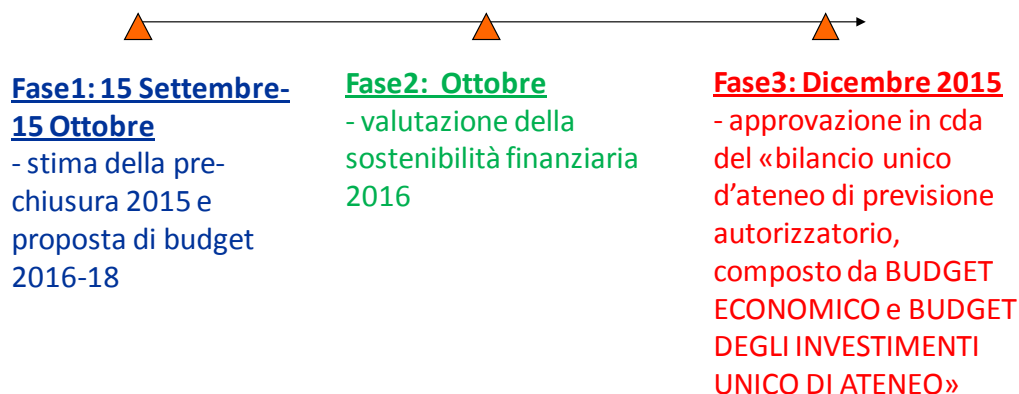 Fase1: 15 Settembre-
15 Ottobre
- stima della pre-
chiusura 2015 e
proposta di budget
2016-18
Fase2:  Ottobre
- valutazione della
sostenibilità finanziaria
2016
Fase3: Dicembre 2015
- approvazione in cda
del «bilancio unico
d’ateneo di previsione
autorizzatorio,
composto da BUDGET
ECONOMICO e BUDGET
DEGLI INVESTIMENTI
UNICO DI ATENEO»